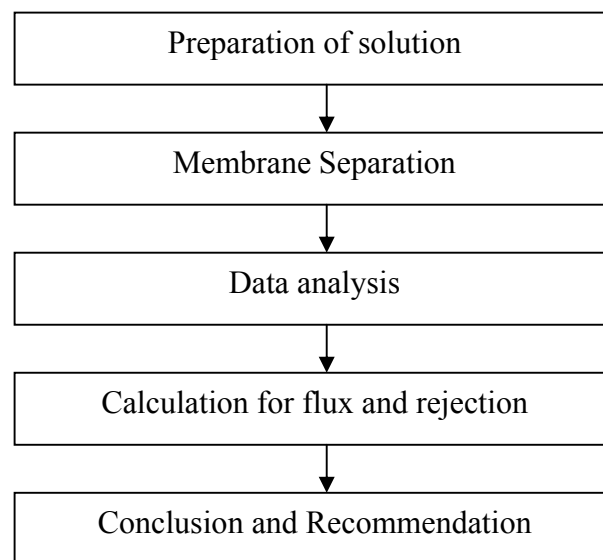 Preparation of solution
Membrane Separation
Data analysis
Calculation for flux and rejection
Conclusion and Recommendation